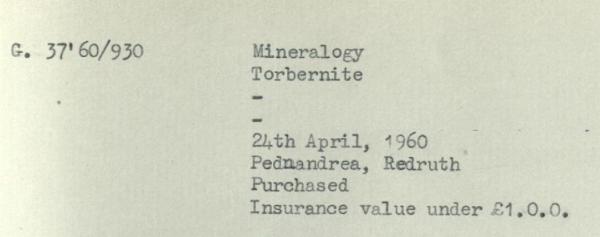 G. 37'60/930 Mineralogy
Torbernite
-
-
24th April, 1960
Pednandrea, Redruth
Purchased
Insurance value under £1.0.0.